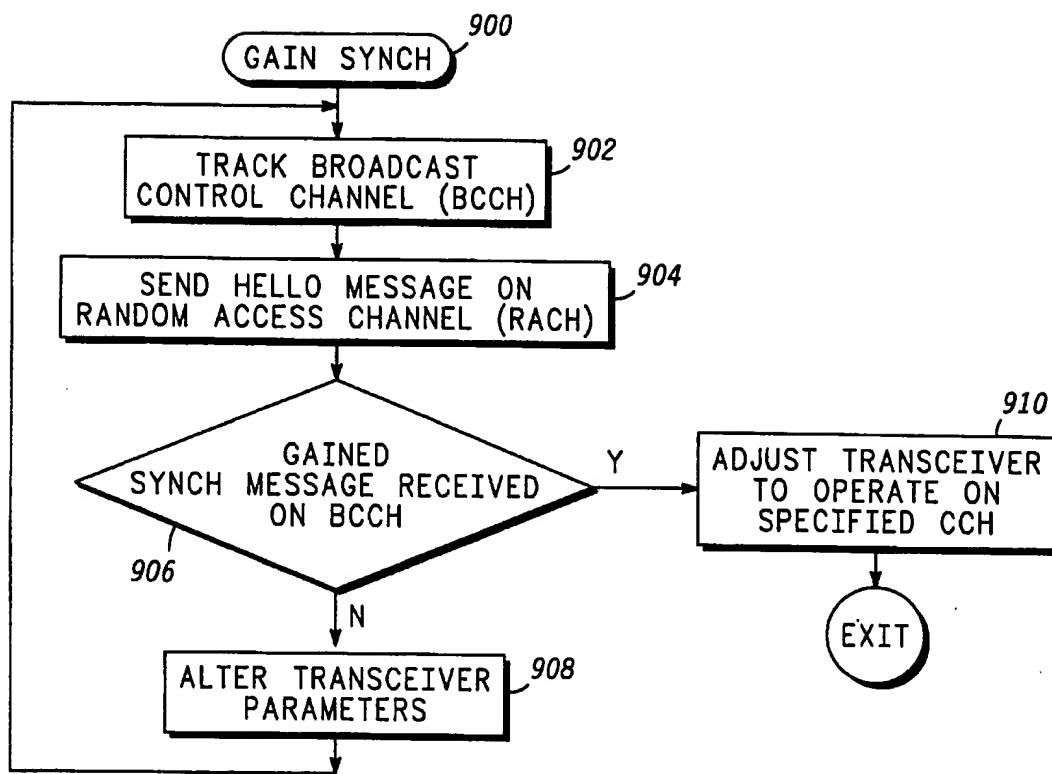 900
GAIN SYNCH
902
TRACK BROADCAST
CONTROL CHANNEL (BCCH)
904
SEND HELLO MESSAGE ON
RANDOM ACCESS CHANNEL (RACH)
906
GAINED
SYNCH MESSAGE RECEIVED
ON BCCH
Y
910
ADJUST TRANSCEIVER
TO OPERATE ON
SPECIFIED CCH
EXIT
N
908
ALTER TRANSCEIVER
PARAMETERS